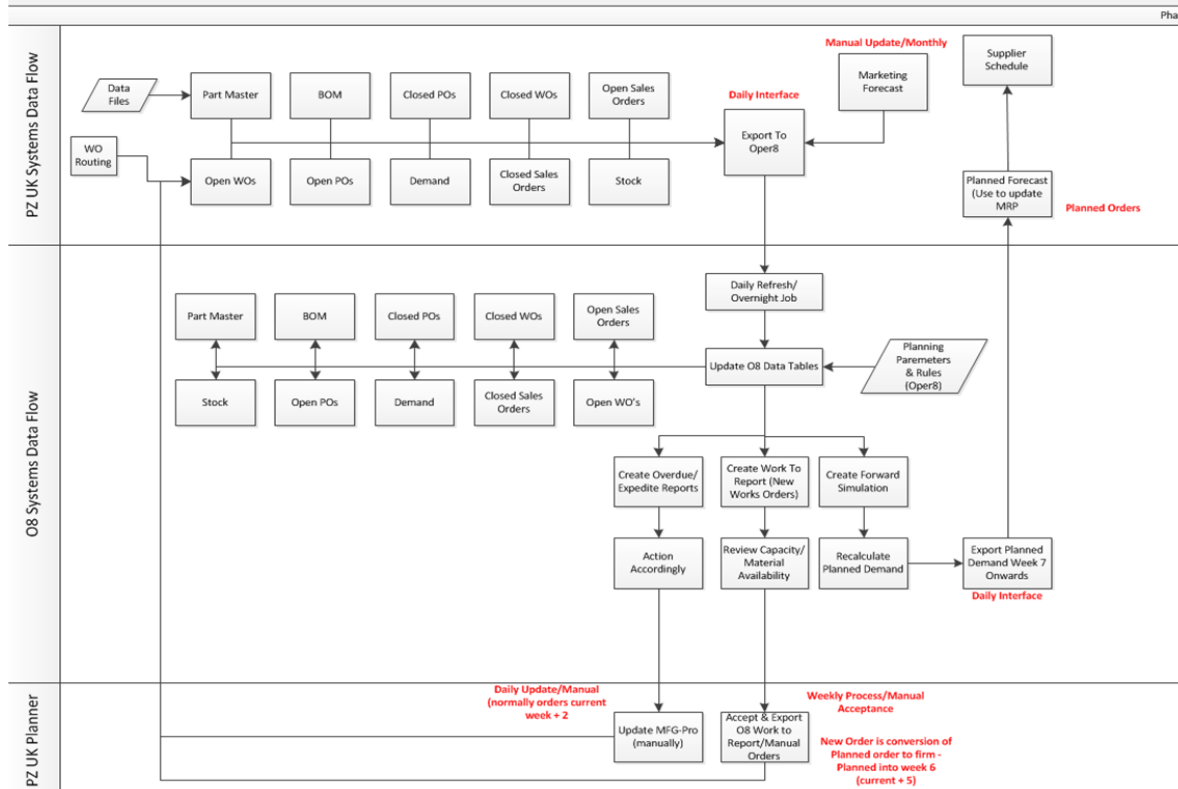 Pha
PZ UK Systems Data Flow
Data
Files
WO
Routing
Part Master
BOM
Closed POs
Closed WOs
Open Sales
Orders
Open WOs
Open POs
Demand
Closed Sales
Orders
Stock
Daily Interface
Export To
Oper8
Manual Update/Monthly
Marketing
Forecast
Supplier
Schedule
Planned Forecast
(Use to update
MRP
Planned Orders
O8 Systems Data Flow
Part Master
BOM
Closed POs
Closed WOs
Open Sales
Orders
Stock
Open POs
Demand
Closed Sales
Orders
Open WO's
Daily Refresh/
Overnight Job
Update O8 Data Tables
Planning
Paremeters
& Rules
(Oper8)
Create Overdue/
Expedite Reports
Create Work To
Report (New
Works Orders)
Create Forward
Simulation
Action
Accordingly
Review Capacity/
Material
Availability
Recalculate
Planned Demand
Export Planned
Demand Week 7
Onwards
Daily Interface
PZ UK Planner
Daily Update/Manual
(normally orders current
week + 2
Update MFG-Pro
(manually)
Weekly Process/Manual
Acceptance
Accept & Export
O8 Work to
Report/Manual
Orders
New Order is conversion of
Planned order to firm -
Planned into week 6
(current + 5)